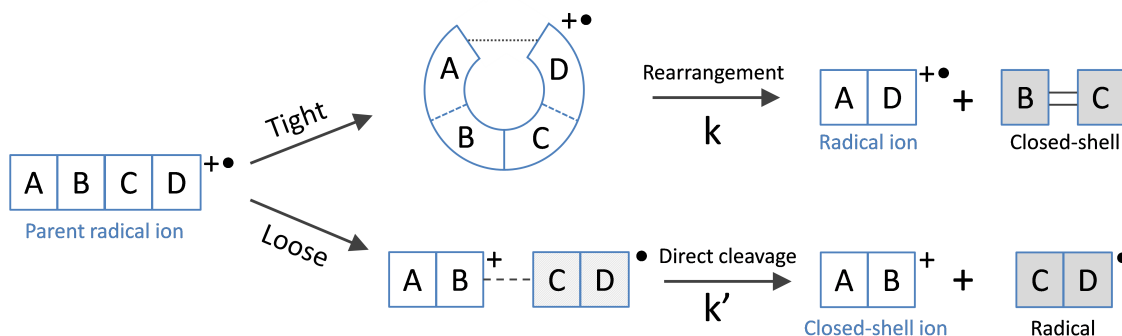 A D +•
Tight
B C
Rearrangement
k
A D +•
Radical ion
+
B C
Closed-shell
A B C D +•
Parent radical ion
Loose
A B + C D •
Direct cleavage
k’
A B +
Closed-shell ion
+
C D •
Radical